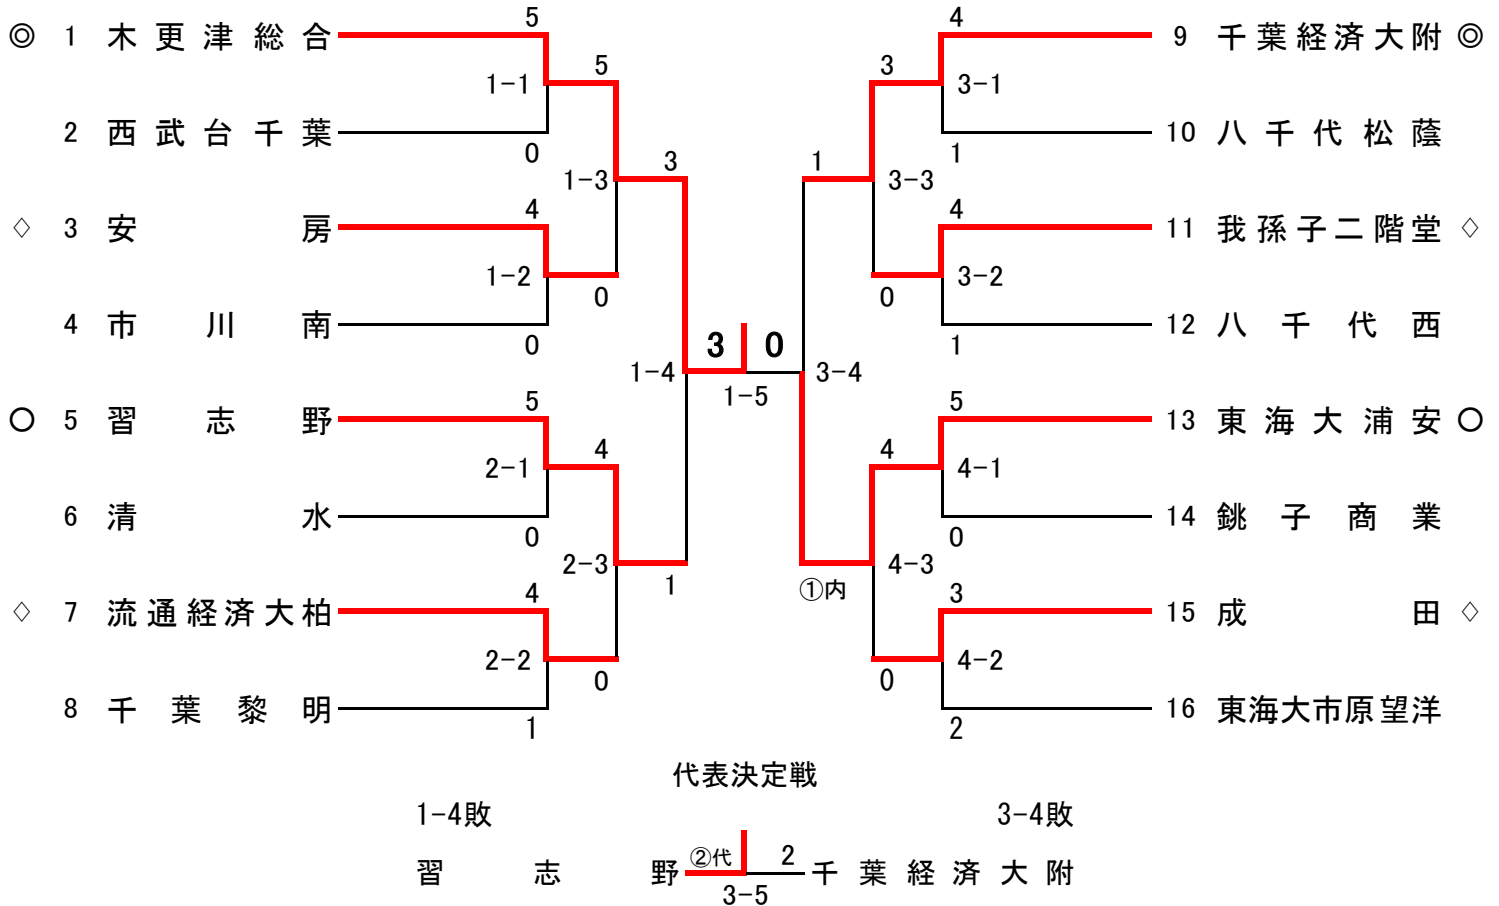 ◎ 1 木更津総合 5
1-1 5
2 西武台千葉 0
1-3 3
◇ 3 安房 4
1-2 0
4 市川南 0
1-4
○ 5 習志野 5
2-1 4
6 清水 0
2-3 1
◇ 7 流通経済大柏 4
2-2 0
8 千葉黎明 1
3 0
1-5
4 9 千葉経済大附 ◎
3 3-1
1 10 八千代松蔭
1 3-3
4 11 我孫子二階堂 ◇
0 3-2
1 12 八千代西
3-4
5 13 東海大浦安 ○
4 4-1
0 14 銚子商業
①内 4-3
3 15 成田 ◇
0 4-2
2 16 東海大市原望洋
代表決定戦
1-4敗 3-4敗
習志野 ②代 2 千葉経済大附
3-5